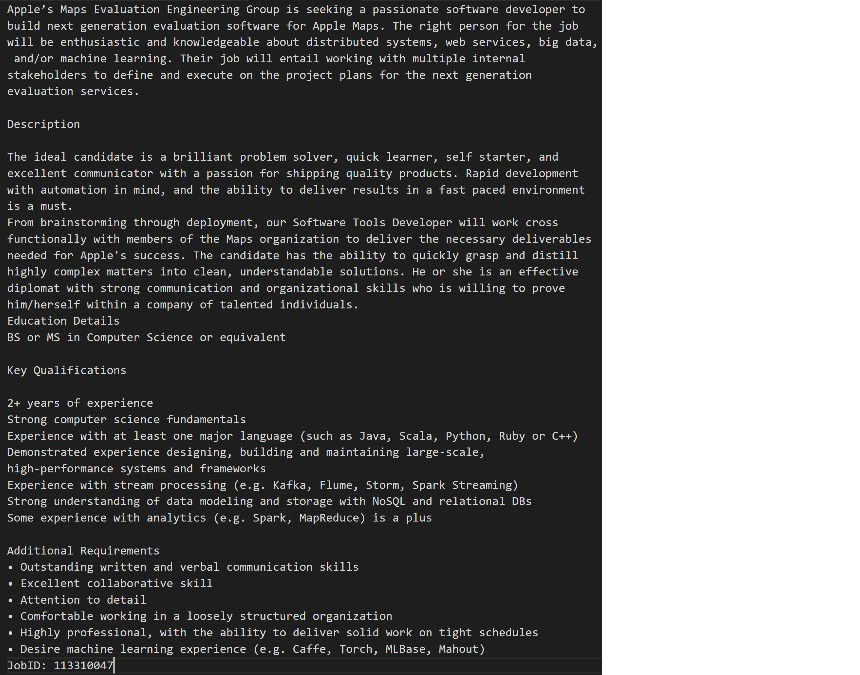 Apple’s Maps Evaluation Engineering Group is seeking a passionate software developer to
build next generation evaluation software for Apple Maps. The right person for the job
will be enthusiastic and knowledgeable about distributed systems, web services, big data,
and/or machine learning. Their job will entail working with multiple internal
stakeholders to define and execute on the project plans for the next generation
evaluation services.

Description

The ideal candidate is a brilliant problem solver, quick learner, self starter, and
excellent communicator with a passion for shipping quality products. Rapid development
with automation in mind, and the ability to deliver results in a fast paced environment
is a must.
From brainstorming through deployment, our Software Tools Developer will work cross
functionally with members of the Maps organization to deliver the necessary deliverables
needed for Apple's success. The candidate has the ability to quickly grasp and distill
highly complex matters into clean, understandable solutions. He or she is an effective
diplomat with strong communication and organizational skills who is willing to prove
him/herself within a company of talented individuals.
Education Details
BS or MS in Computer Science or equivalent

Key Qualifications

2+ years of experience
Strong computer science fundamentals
Experience with at least one major language (such as Java, Scala, Python, Ruby or C++)
Demonstrated experience designing, building and maintaining large-scale,
high-performance systems and frameworks
Experience with stream processing (e.g. Kafka, Flume, Storm, Spark Streaming)
Strong understanding of data modeling and storage with NoSQL and relational DBs
Some experience with analytics (e.g. Spark, MapReduce) is a plus

Additional Requirements
• Outstanding written and verbal communication skills
• Excellent collaborative skill
• Attention to detail
• Comfortable working in a loosely structured organization
• Highly professional, with the ability to deliver solid work on tight schedules
• Desire machine learning experience (e.g. Caffe, Torch, MLBase, Mahout)
JobID: 113310047